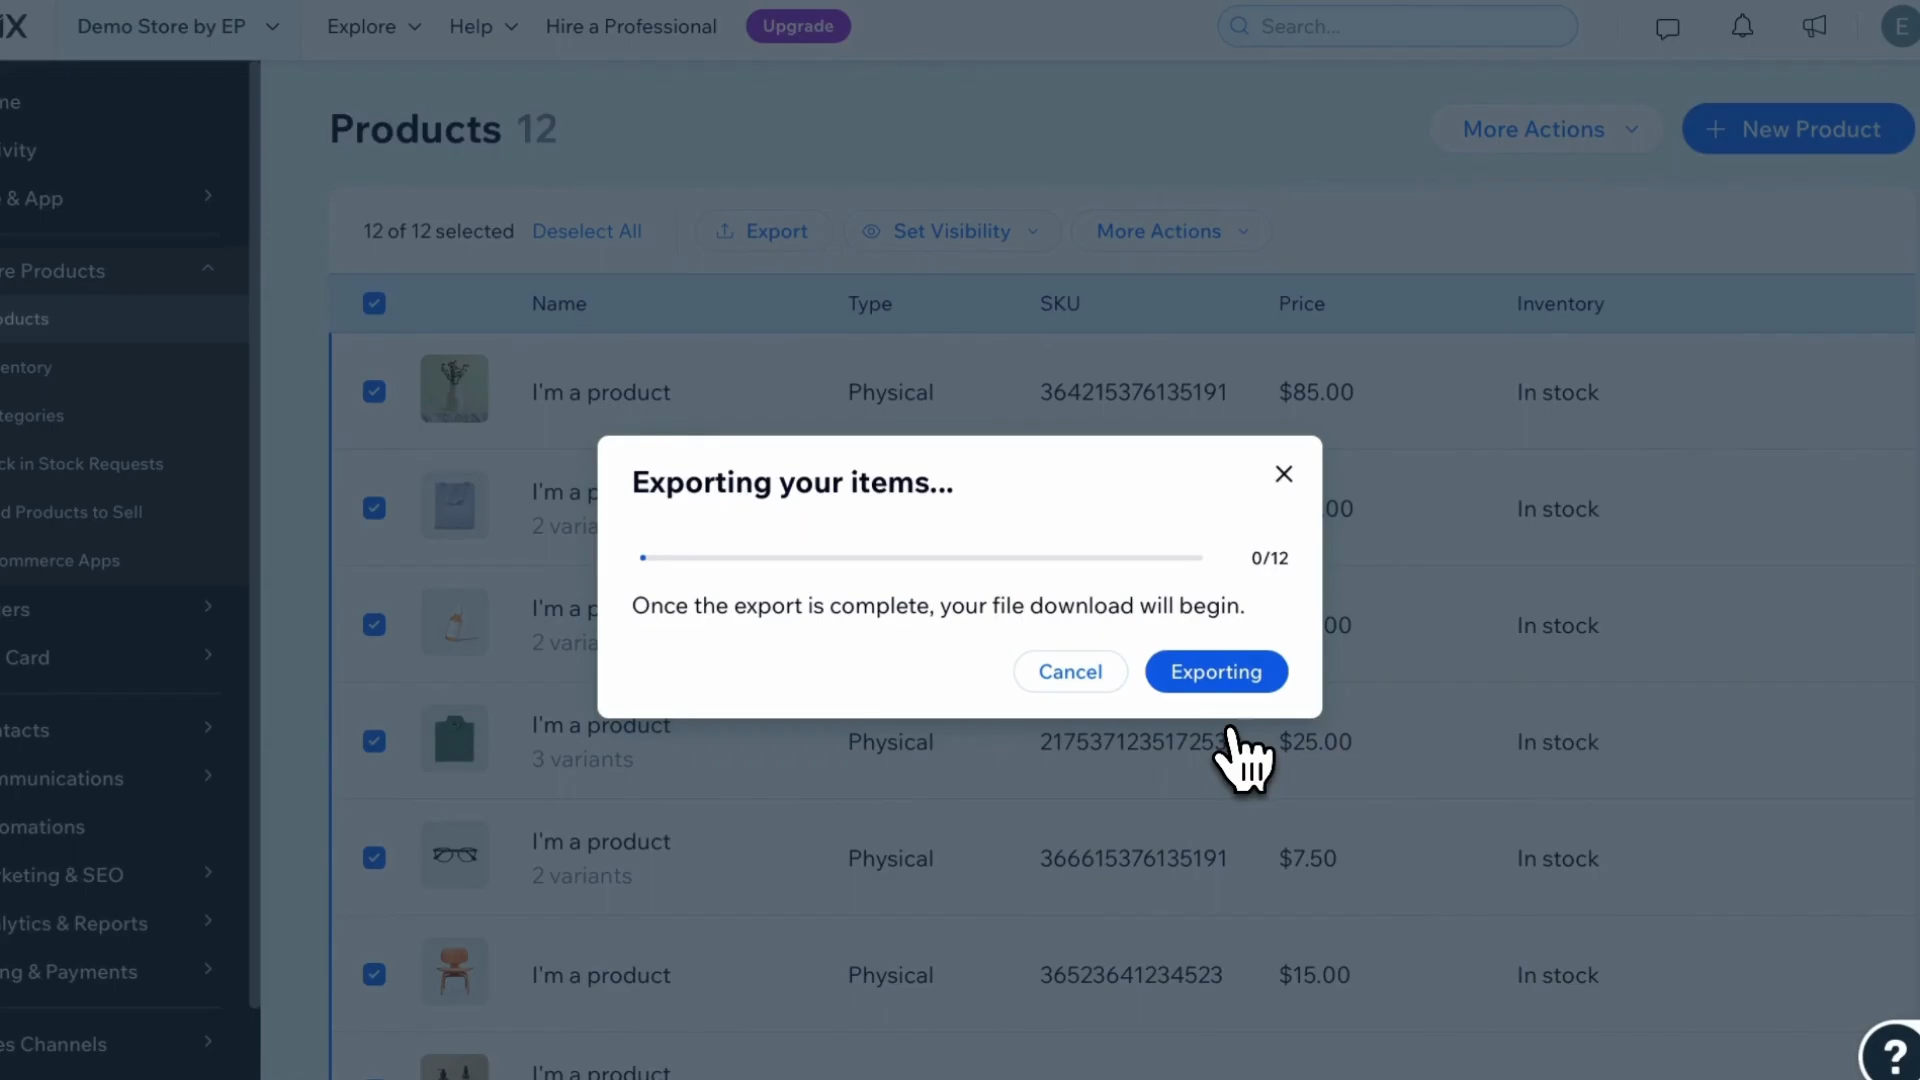 iX
Demo Store by EP
Explore
Help
Hire a Professional
Upgrade
Search...
E
me
ivity
e & App
re Products
oducts
entory
tegories
ck in Stock Requests
d Products to Sell
ommerce Apps
ers
Card
ntacts
mmunications
omations
keting & SEO
lytics & Reports
ng & Payments
es Channels
Products 12
More Actions
+ New Product
12 of 12 selected
Deselect All
Export
Set Visibility
More Actions
Name
Type
SKU
Price
Inventory
I'm a product
Physical
364215376135191
$85.00
In stock
I'm a p
2 varia
.00
In stock
I'm a p
2 varia
00
In stock
I'm a product
3 variants
Physical
217537123517253
$25.00
In stock
I'm a product
2 variants
Physical
366615376135191
$7.50
In stock
I'm a product
Physical
36523641234523
$15.00
In stock
I'm a product
Exporting your items...
0/12
Once the export is complete, your file download will begin.
Cancel
Exporting
?